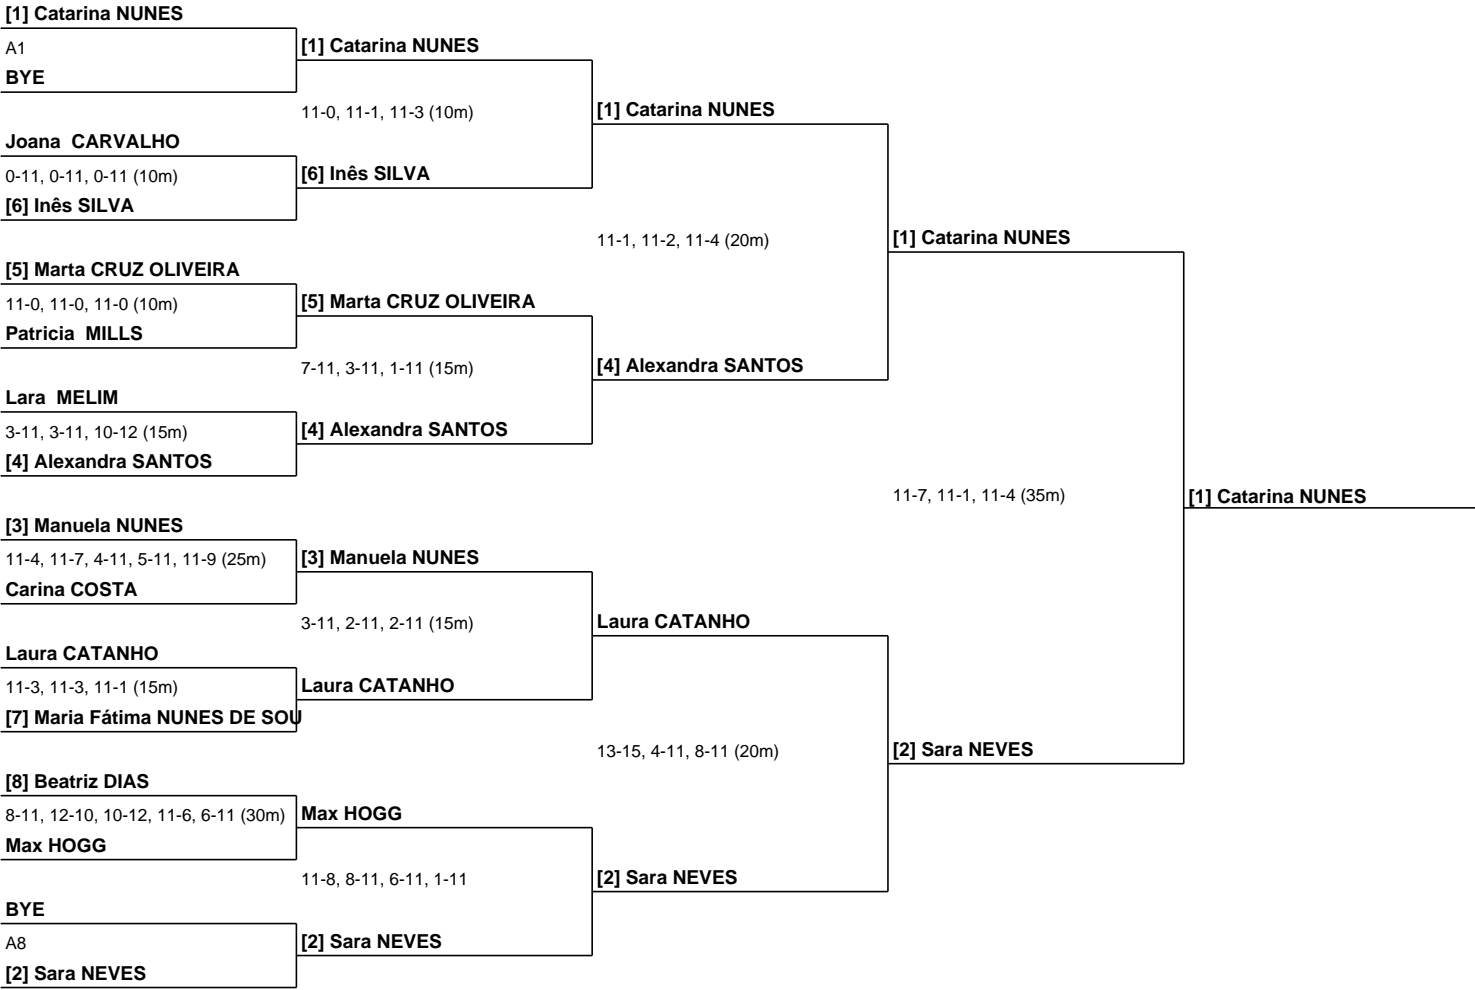 [1] Catarina NUNES
A1
BYE
Joana  CARVALHO
0-11, 0-11, 0-11 (10m)
[6] Inês SILVA
[5] Marta CRUZ OLIVEIRA
11-0, 11-0, 11-0 (10m)
Patricia  MILLS
Lara  MELIM
3-11, 3-11, 10-12 (15m)
[4] Alexandra SANTOS
[3] Manuela NUNES
11-4, 11-7, 4-11, 5-11, 11-9 (25m)
Carina COSTA
Laura CATANHO
11-3, 11-3, 11-1 (15m)
[7] Maria Fátima NUNES DE SOU
[8] Beatriz DIAS
8-11, 12-10, 10-12, 11-6, 6-11 (30m)
Max HOGG
BYE
A8
[2] Sara NEVES
[1] Catarina NUNES
11-0, 11-1, 11-3 (10m)
[6] Inês SILVA
[5] Marta CRUZ OLIVEIRA
7-11, 3-11, 1-11 (15m)
[4] Alexandra SANTOS
[3] Manuela NUNES
3-11, 2-11, 2-11 (15m)
Laura CATANHO
Max HOGG
11-8, 8-11, 6-11, 1-11
[2] Sara NEVES
[1] Catarina NUNES
11-1, 11-2, 11-4 (20m)
[4] Alexandra SANTOS
Laura CATANHO
13-15, 4-11, 8-11 (20m)
[2] Sara NEVES
[1] Catarina NUNES
11-7, 11-1, 11-4 (35m)
[2] Sara NEVES
[1] Catarina NUNES